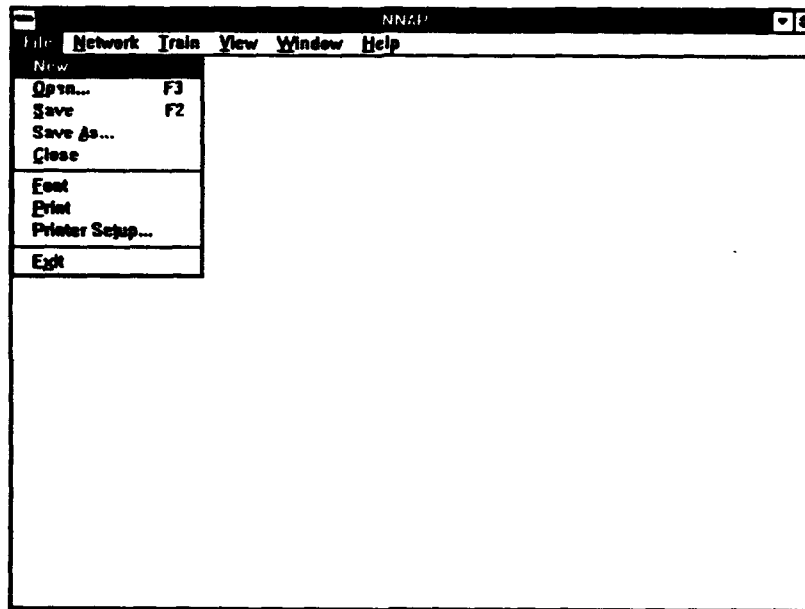 NNAP
File Network Train View Window Help
New
Open... F3
Save F2
Save As...
Close
Font
Print
Printer Setup...
Exit